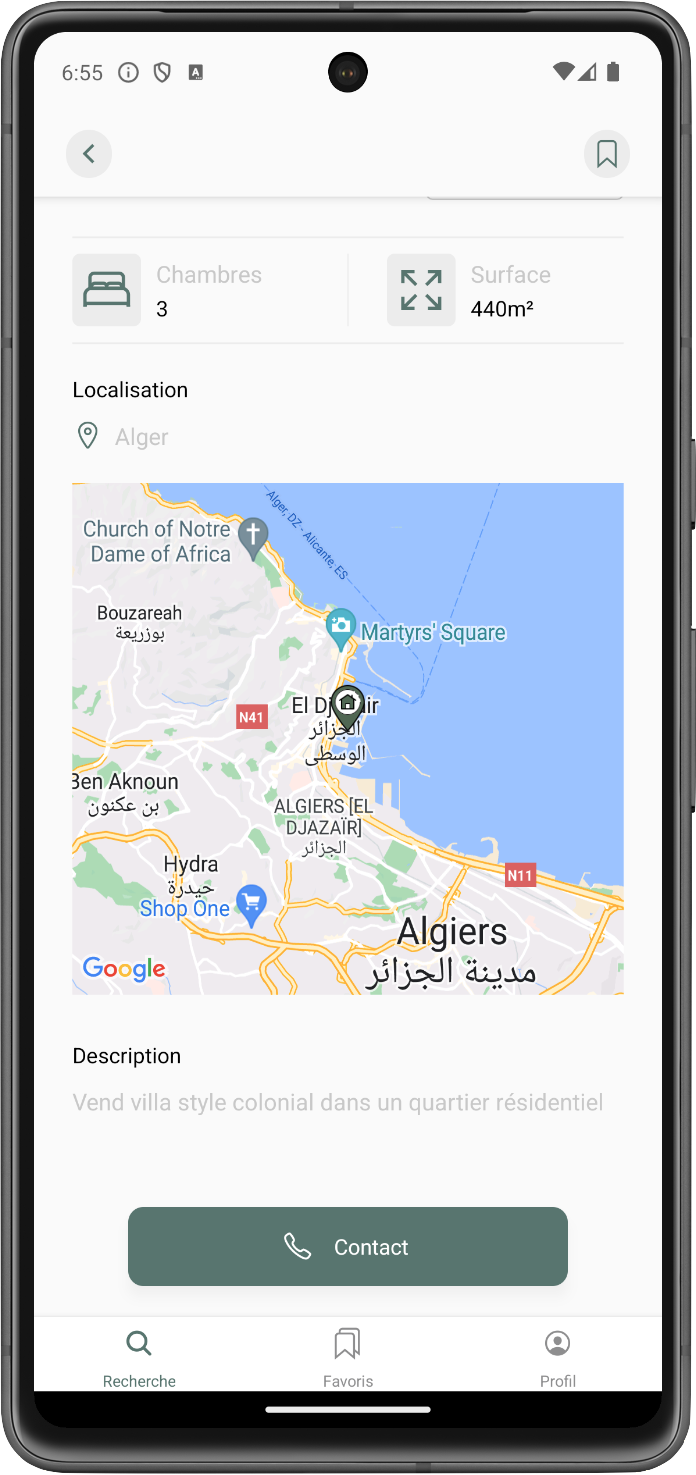 6:55
Chambres
3
Surface
440m²
Localisation
Alger
Alger, DZ - Alicante, ES
Church of Notre
Dame of Africa
Bouzareah
بوزريعة
Martyrs' Square
N41
El Dj ir
الجزائر
الوسطى
Ben Aknoun
بن عكنون
ALGIERS [EL
DJAZAÏR]
الجزائر
Hydra
حيدرة
Shop One
N11
Algiers
مدينة الجزائر
Google
Description
Vend villa style colonial dans un quartier résidentiel
Contact
Recherche
Favoris
Profil